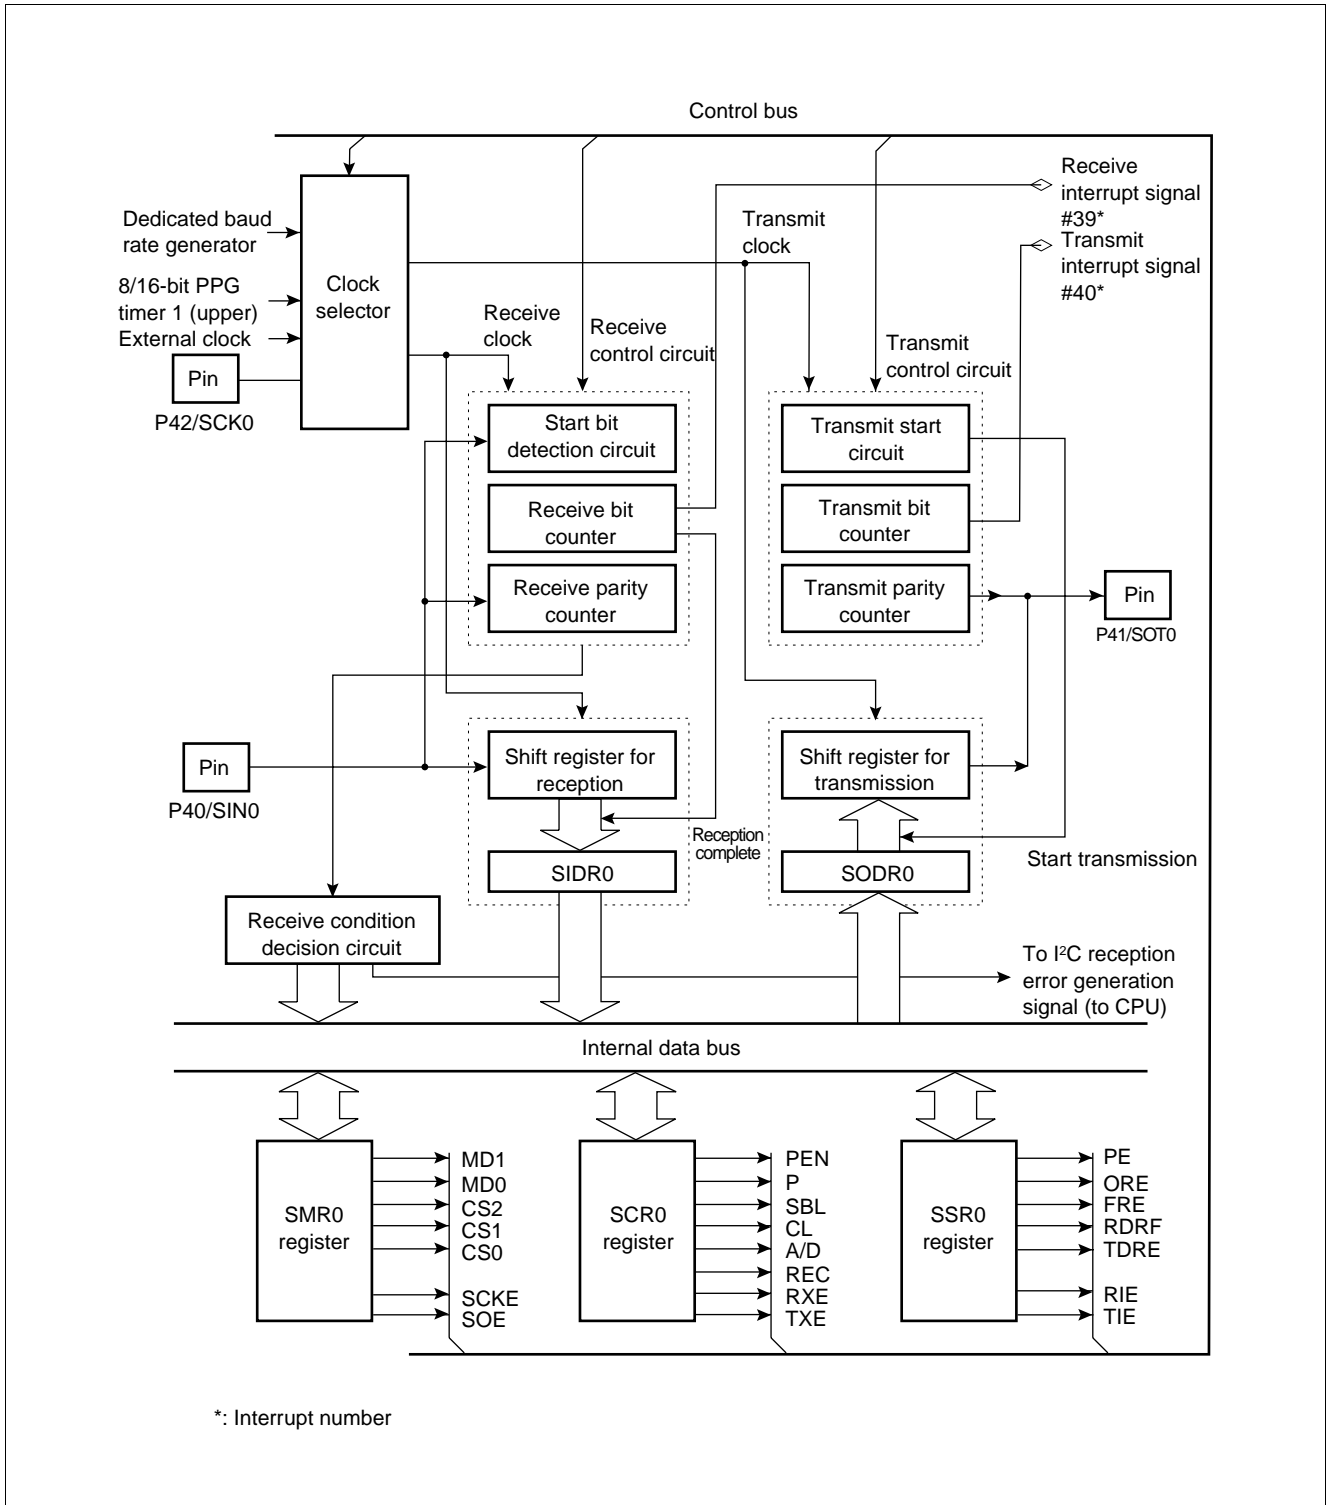 Control bus
Receive
interrupt signal
#39*
Transmit
interrupt signal
#40*
Dedicated baud
rate generator
8/16-bit PPG
timer 1 (upper)
External clock
Pin
P42/SCK0
Clock
selector
Transmit
clock
Receive
clock
Receive
control circuit
Transmit
control circuit
Start bit
detection circuit
Receive bit
counter
Receive parity
counter
Transmit start
circuit
Transmit bit
counter
Transmit parity
counter
Pin
P41/SOT0
Pin
P40/SIN0
Shift register for
reception
Shift register for
transmission
Reception
complete
Start transmission
SIDR0
SODR0
Receive condition
decision circuit
To I²C reception
error generation
signal (to CPU)
Internal data bus
SMR0
register
MD1
MD0
CS2
CS1
CS0
SCKE
SOE
SCR0
register
PEN
P
SBL
CL
A/D
REC
RXE
TXE
SSR0
register
PE
ORE
FRE
RDRF
TDRE
RIE
TIE
*: Interrupt number